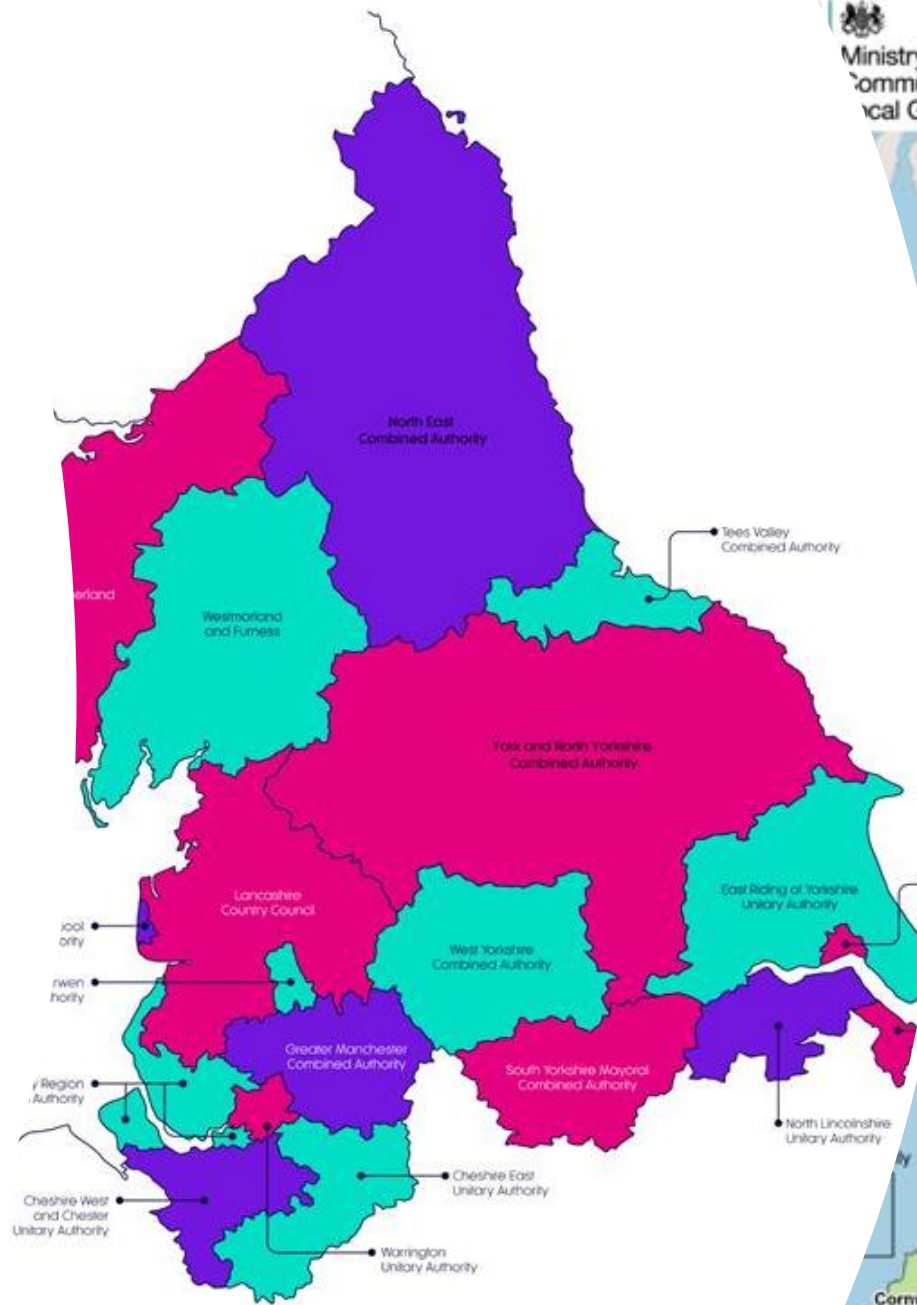 Ministry
Commu
ocal G
North East
Combined Authority
Tees Valley
Combined Authority
erland
Westmorland
and Furness
York and North Yorkshire
Combined Authority
Lancashire
Country Council
East Riding of Yorkshire
Unitary Authority
ool
ority
West Yorkshire
Combined Authority
rwen
hority
Greater Manchester
Combined Authority
South Yorkshire Mayoral
Combined Authority
y Region
Authority
North Lincolnshire
Unitary Authority
Cheshire East
Unitary Authority
Cheshire West
and Chester
Unitary Authority
Warrington
Unitary Authority
Cornw